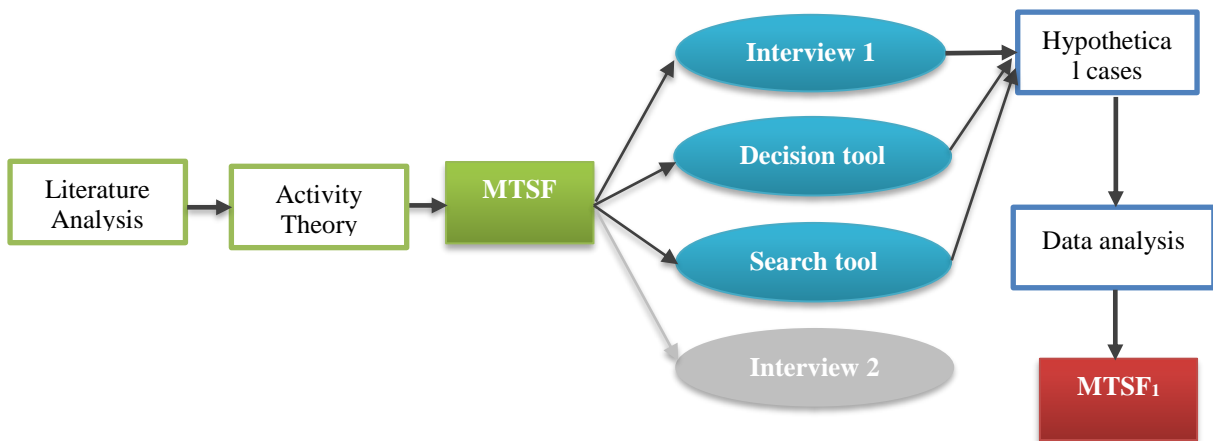 Literature
Analysis
Activity
Theory
MTSF
Interview 1
Decision tool
Search tool
Interview 2
Hypothetica
l cases
Data analysis
MTSF₁